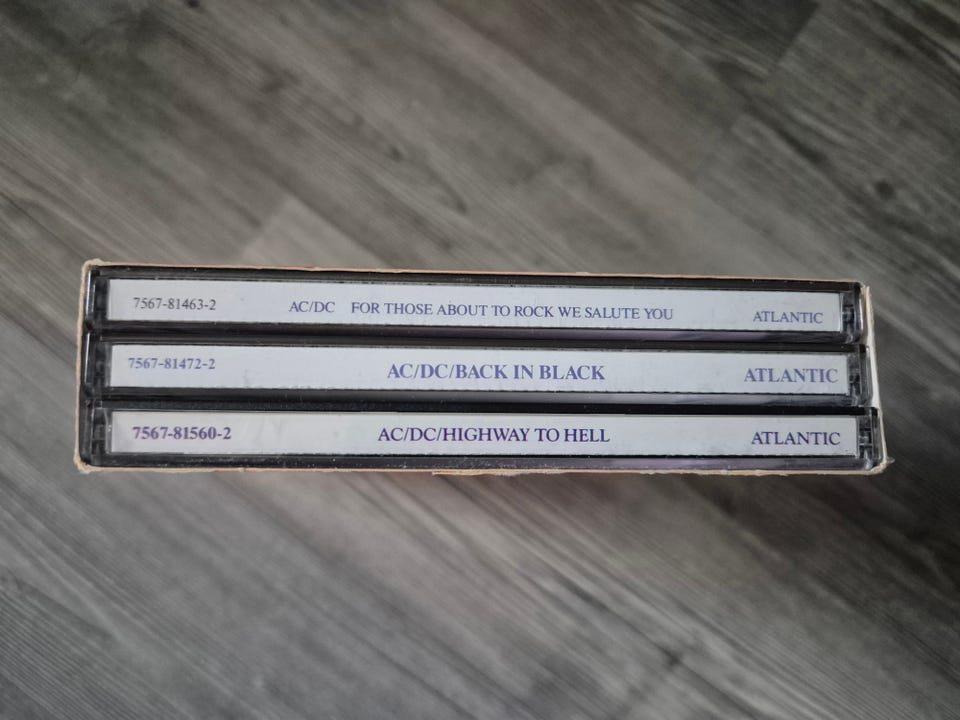 7567-81463-2 AC/DC FOR THOSE ABOUT TO ROCK WE SALUTE YOU ATLANTIC
7567-81472-2 AC/DC/BACK IN BLACK ATLANTIC
7567-81560-2 AC/DC/HIGHWAY TO HELL ATLANTIC